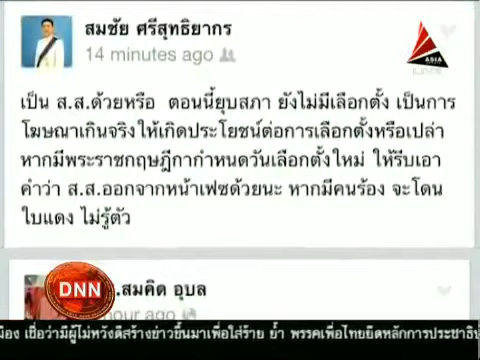 สมชัย ศรีสุทธิยากร
14 minutes ago
ASIA
เป็น ส.ส.ด้วยหรือ ตอนนี้ยุบสภา ยังไม่มีเลือกตั้ง เป็นการ
โฆษณาเกินจริงให้เกิดประโยชน์ต่อการเลือกตั้งหรือเปล่า
หากมีพระราชกฤษฎีกากำหนดวันเลือกตั้งใหม่ ให้รีบเอา
คำว่า ส.ส.ออกจากหน้าเฟซด้วยนะ หากมีคนร้อง จะโดน
ใบแดง ไม่รู้ตัว
DNN
.สมคิด อุบล
hour ago
มือง เชื่อว่ามีผู้ไม่หวังดีสร้างข่าวขึ้นมาเพื่อใส่ร้าย ย้ำ พรรคเพื่อไทยยึดหลักการประชาธิป